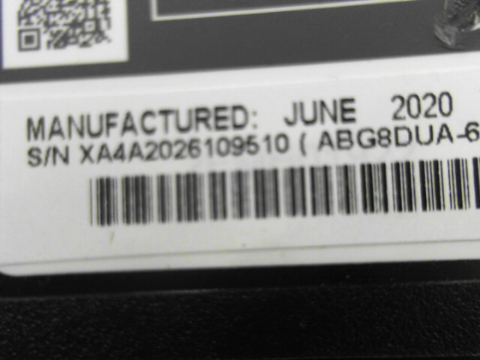 MANUFACTURED: JUNE 2020
S/N XA4A2026109510 ( ABG8DUA-6